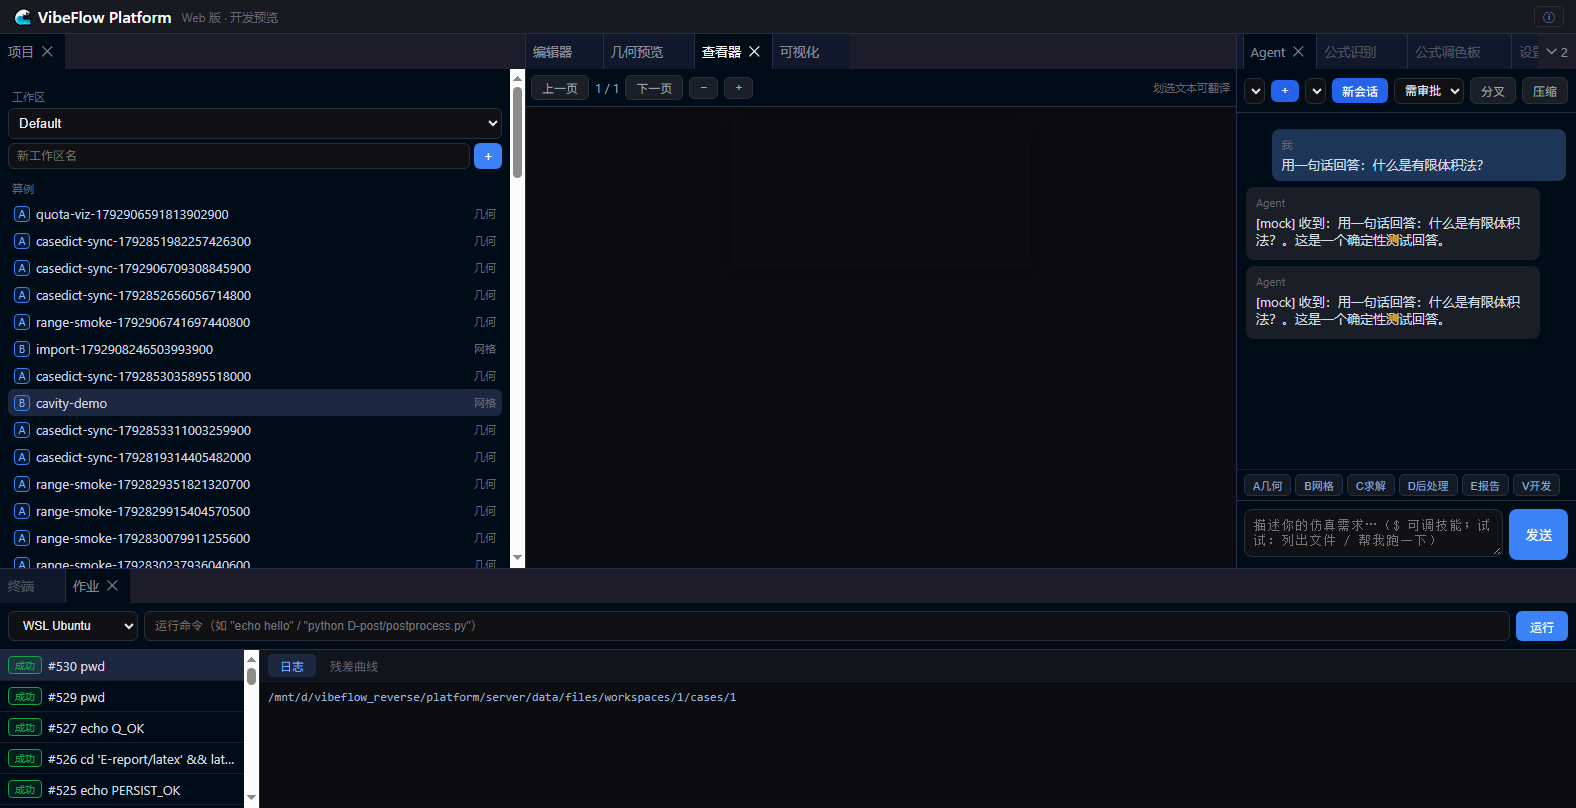 VibeFlow Platform Web 版 · 开发预览
项目
工作区
Default
新工作区名
+
算例
A quota-viz-1792906591813902900 几何
A casedict-sync-1792851982257426300 几何
A casedict-sync-1792906709308845900 几何
A casedict-sync-1792852656056714800 几何
A range-smoke-1792906741697440800 几何
B import-1792908246503993900 网格
A casedict-sync-1792853035895518000 几何
B cavity-demo 网格
A casedict-sync-1792853311003259900 几何
A casedict-sync-1792819314405482000 几何
A range-smoke-1792829351821320700 几何
A range-smoke-1792829915404570500 几何
A range-smoke-1792830079911255600 几何
A range-smoke-1792830237936040600 几何
编辑器 几何预览 查看器 可视化
上一页 1 / 1 下一页 − + 划选文本可翻译
Agent 公式识别 公式调色板 设 2
+ 新会话 需审批 分叉 压缩
我
用一句话回答：什么是有限体积法？
Agent
[mock] 收到：用一句话回答：什么是有限体积
法？。这是一个确定性测试回答。
Agent
[mock] 收到：用一句话回答：什么是有限体积
法？。这是一个确定性测试回答。
A几何 B网格 C求解 D后处理 E报告 V开发
描述你的仿真需求…（$ 可调技能；试
试：列出文件 / 帮我跑一下）
发送
终端 作业
WSL Ubuntu 运行命令（如 "echo hello" / "python D-post/postprocess.py"） 运行
成功 #530 pwd
成功 #529 pwd
成功 #527 echo Q_OK
成功 #526 cd 'E-report/latex' && lat...
成功 #525 echo PERSIST_OK
日志 残差曲线
/mnt/d/vibeflow_reverse/platform/server/data/files/workspaces/1/cases/1